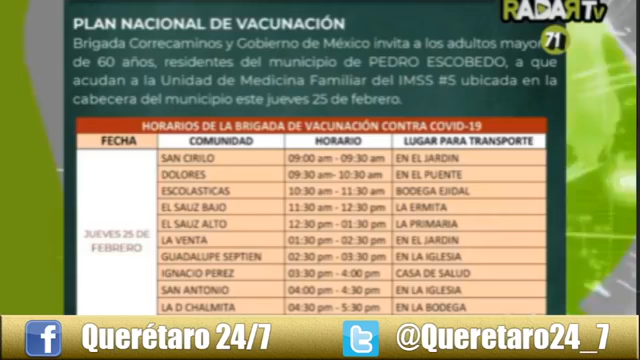 RADAR TV
71
PLAN NACIONAL DE VACUNACIÓN
Brigada Correcaminos y Gobierno de México invita a los adultos mayores
de 60 años, residentes del municipio de PEDRO ESCOBEDO, a que
acudan a la Unidad de Medicina Familiar del IMSS #5 ubicada en la
cabecera del municipio este jueves 25 de febrero.
HORARIOS DE LA BRIGADA DE VACUNACIÓN CONTRA COVID-19
FECHA COMUNIDAD HORARIO LUGAR PARA TRANSPORTE
SAN CIRILO 09:00 am - 09:30 am EN EL JARDIN
DOLORES 09:30 am- 10:30 am EN EL PUENTE
ESCOLASTICAS 10:30 am - 11:30 am BODEGA EJIDAL
EL SAUZ BAJO 11:30 am - 12:30 pm LA ERMITA
EL SAUZ ALTO 12:30 pm - 01:30 pm LA PRIMARIA
JUEVES 25 DE FEBRERO LA VENTA 01:30 pm - 02:30 pm EN EL JARDIN
GUADALUPE SEPTIEN 02:30 pm - 03:30 pm EN LA IGLESIA
IGNACIO PEREZ 03:30 pm - 4:00 pm CASA DE SALUD
SAN ANTONIO 04:00 pm - 4:30 pm EN LA IGLESIA
LA D CHALMITA 04:30 pm - 5:30 pm EN LA BODEGA
Querétaro 24/7 @Queretaro24_7